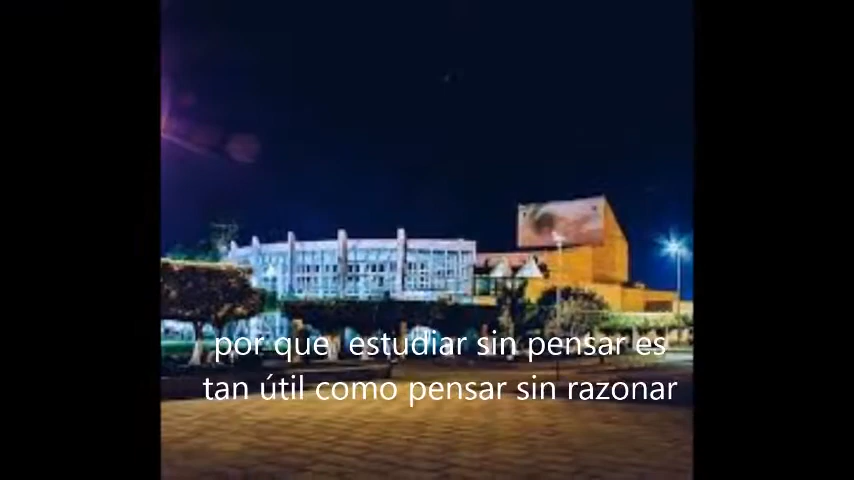 por que estudiar sin pensar es
tan útil como pensar sin razonar